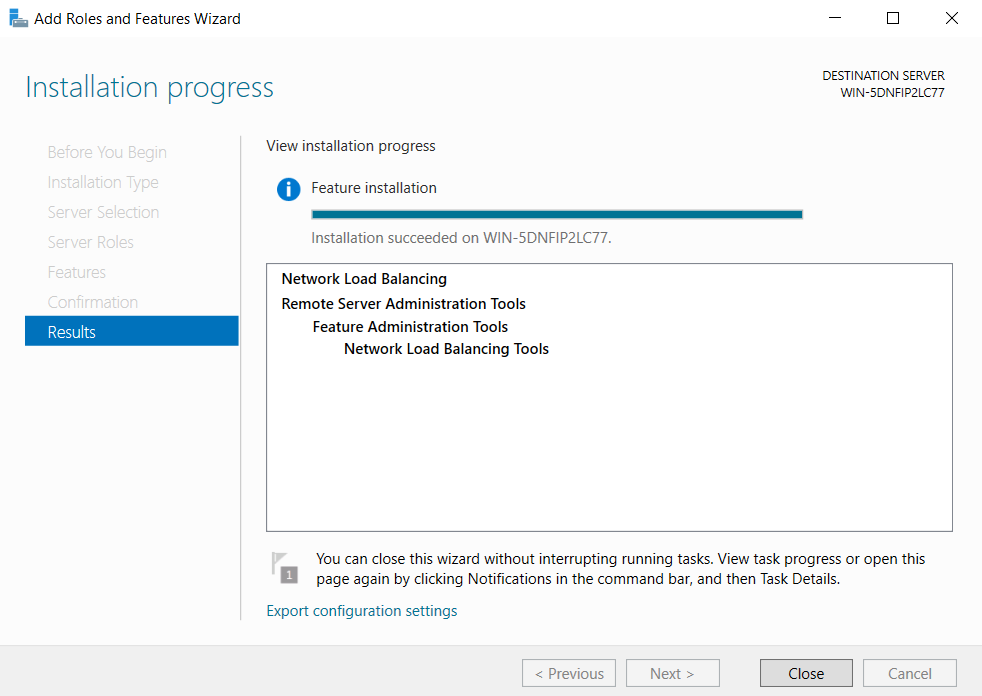 Add Roles and Features Wizard
Installation progress
DESTINATION SERVER
WIN-5DNFIP2LC77
Before You Begin
Installation Type
Server Selection
Server Roles
Features
Confirmation
Results
View installation progress
Feature installation
Installation succeeded on WIN-5DNFIP2LC77.
Network Load Balancing
Remote Server Administration Tools
Feature Administration Tools
Network Load Balancing Tools
1
You can close this wizard without interrupting running tasks. View task progress or open this
page again by clicking Notifications in the command bar, and then Task Details.
Export configuration settings
< Previous
Next >
Close
Cancel